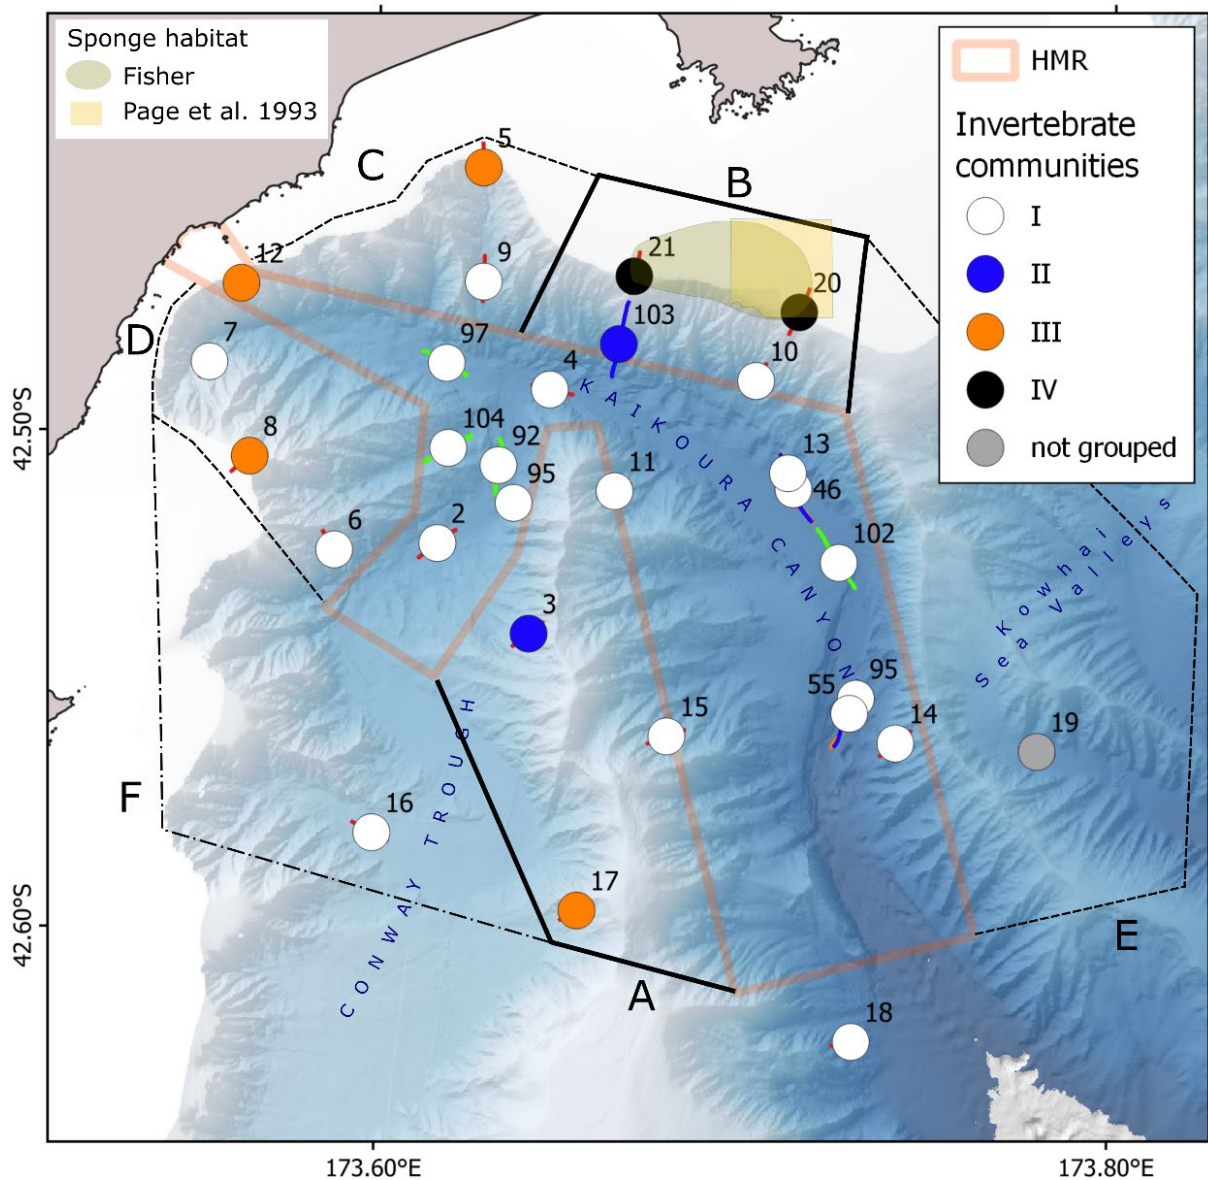 Sponge habitat
Fisher
Page et al. 1993
HMR
Invertebrate
communities
I
II
III
IV
not grouped
C
5
B
12
9
21
20
D
7
97
103
4
10
KAIKOURA CANYON
8
104
92
95
11
13
46
6
2
102
3
Kowhai
Sea Valleys
55
95
14
15
19
F
16
CONWAY TROUGH
17
A
E
18
42.50°S
42.60°S
173.60°E
173.80°E